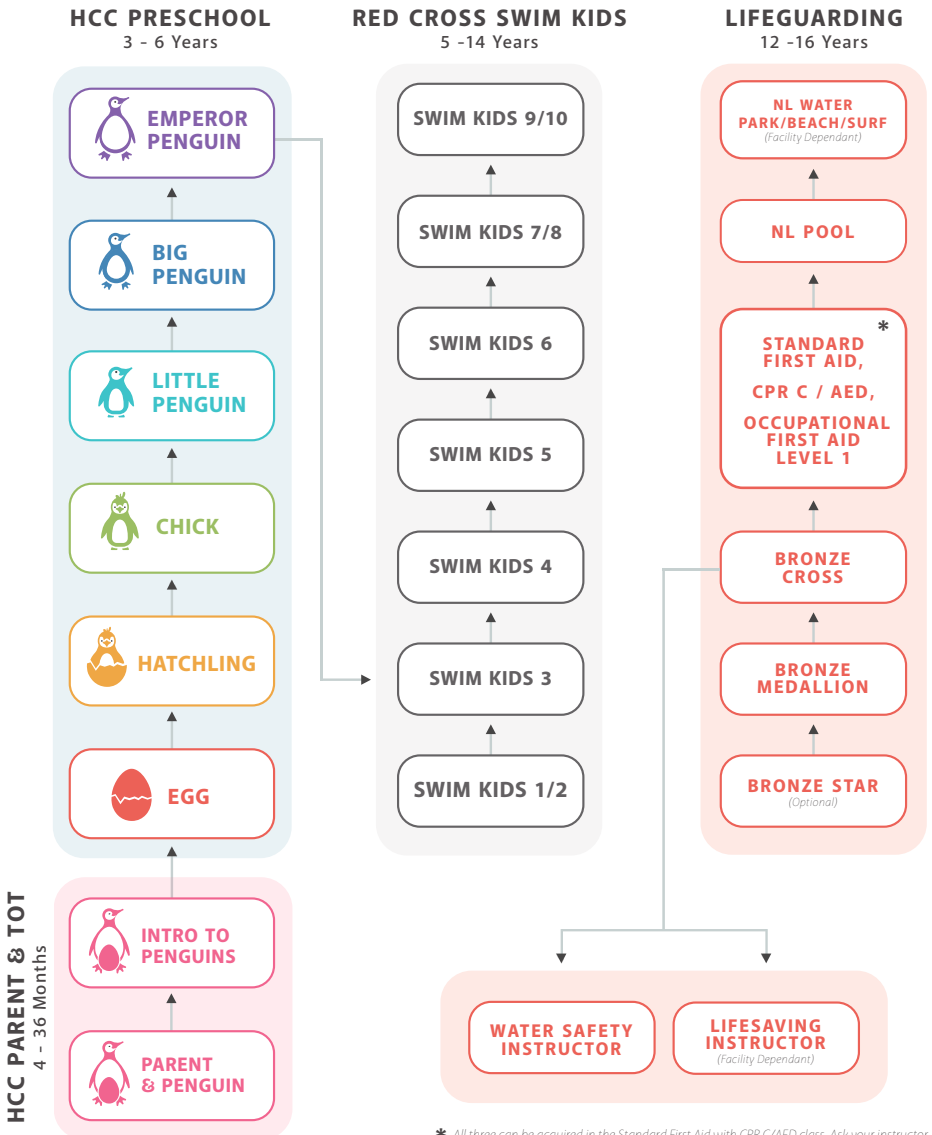 HCC PRESCHOOL
3 - 6 Years
EMPEROR
PENGUIN
BIG
PENGUIN
LITTLE
PENGUIN
CHICK
HATCHLING
EGG
HCC PARENT & TOT
4 - 36 Months
INTRO TO
PENGUINS
PARENT
& PENGUIN
RED CROSS SWIM KIDS
5 -14 Years
SWIM KIDS 9/10
SWIM KIDS 7/8
SWIM KIDS 6
SWIM KIDS 5
SWIM KIDS 4
SWIM KIDS 3
SWIM KIDS 1/2
LIFEGUARDING
12 -16 Years
NL WATER
PARK/BEACH/SURF
(Facility Dependant)
NL POOL
*
STANDARD
FIRST AID,
CPR C / AED,
OCCUPATIONAL
FIRST AID
LEVEL 1
BRONZE
CROSS
BRONZE
MEDALLION
BRONZE STAR
(Optional)
WATER SAFETY
INSTRUCTOR
LIFESAVING
INSTRUCTOR
(Facility Dependant)
* All three can be acquired in the Standard First Aid with CPR C/AED class. Ask your instructor